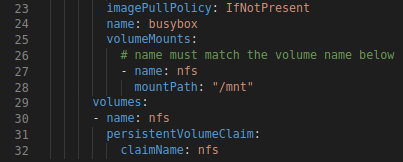 23 imagePullPolicy: IfNotPresent
24 name: busybox
25 volumeMounts:
26 # name must match the volume name below
27 - name: nfs
28 mountPath: "/mnt"
29 volumes:
30 - name: nfs
31 persistentVolumeClaim:
32 claimName: nfs